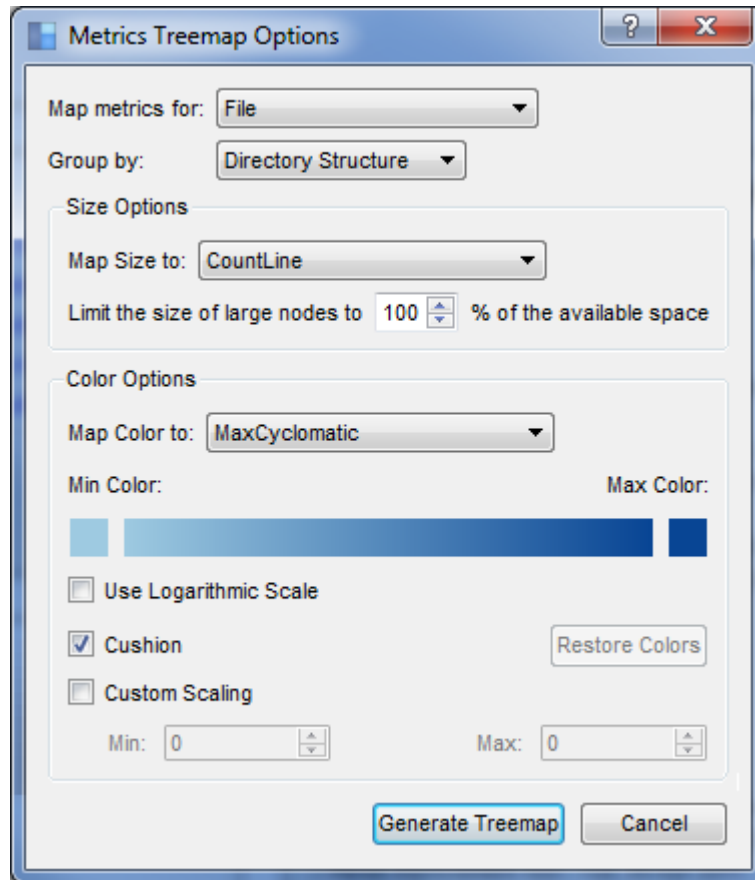 Metrics Treemap Options
Map metrics for: File
Group by: Directory Structure
Size Options
Map Size to: CountLine
Limit the size of large nodes to 100 % of the available space
Color Options
Map Color to: MaxCyclomatic
Min Color: Max Color:
Use Logarithmic Scale
Cushion Restore Colors
Custom Scaling
Min: 0 Max: 0
Generate Treemap Cancel